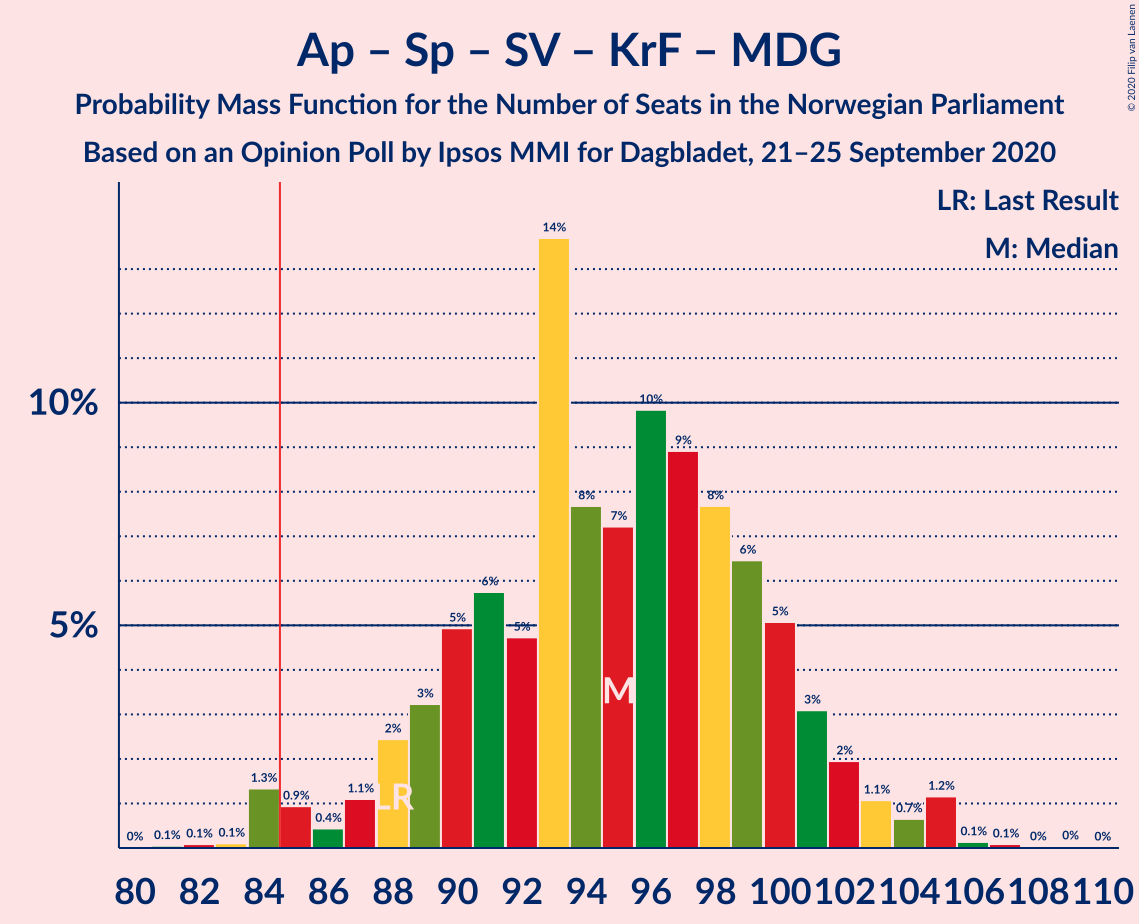 Ap – Sp – SV – KrF – MDG
Probability Mass Function for the Number of Seats in the Norwegian Parliament
Based on an Opinion Poll by Ipsos MMI for Dagbladet, 21–25 September 2020
© 2020 Filip van Laenen
LR: Last Result
M: Median
10%
5%
0% 0.1% 0.1% 0.1% 1.3% 0.9% 0.4% 1.1% 2% 3% 5% 6% 5% 14% 8% 7% 10% 9% 8% 6% 5% 3% 2% 1.1% 0.7% 1.2% 0.1% 0.1% 0% 0% 0%
LR
M
80 82 84 86 88 90 92 94 96 98 100 102 104 106 108 110